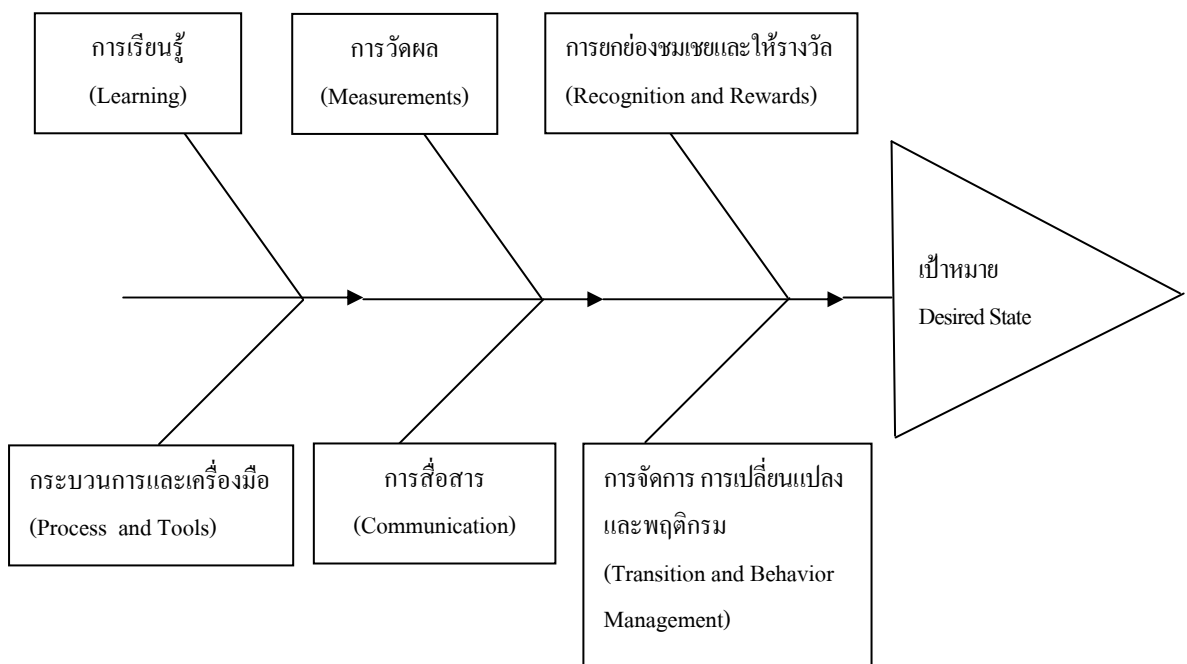 การเรียนรู้
(Learning)
การวัดผล
(Measurements)
การยกย่องชมเชยและให้รางวัล
(Recognition and Rewards)
เป้าหมาย
Desired State
กระบวนการและเครื่องมือ
(Process and Tools)
การสื่อสาร
(Communication)
การจัดการ การเปลี่ยนแปลง
และพฤติกรม
(Transition and Behavior
Management)